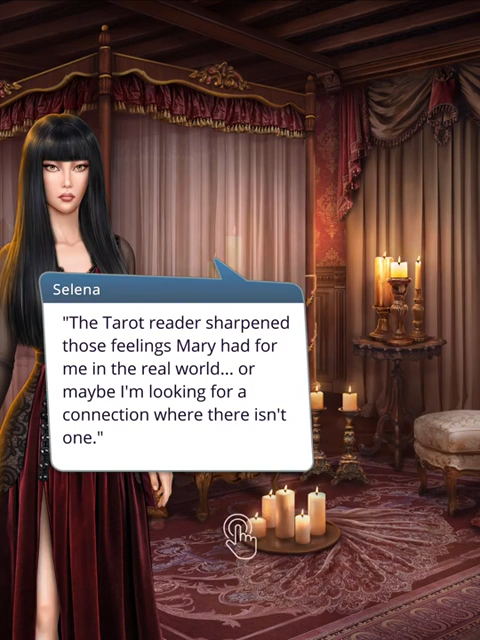 Selena
"The Tarot reader sharpened
those feelings Mary had for
me in the real world... or
maybe I'm looking for a
connection where there isn't
one."